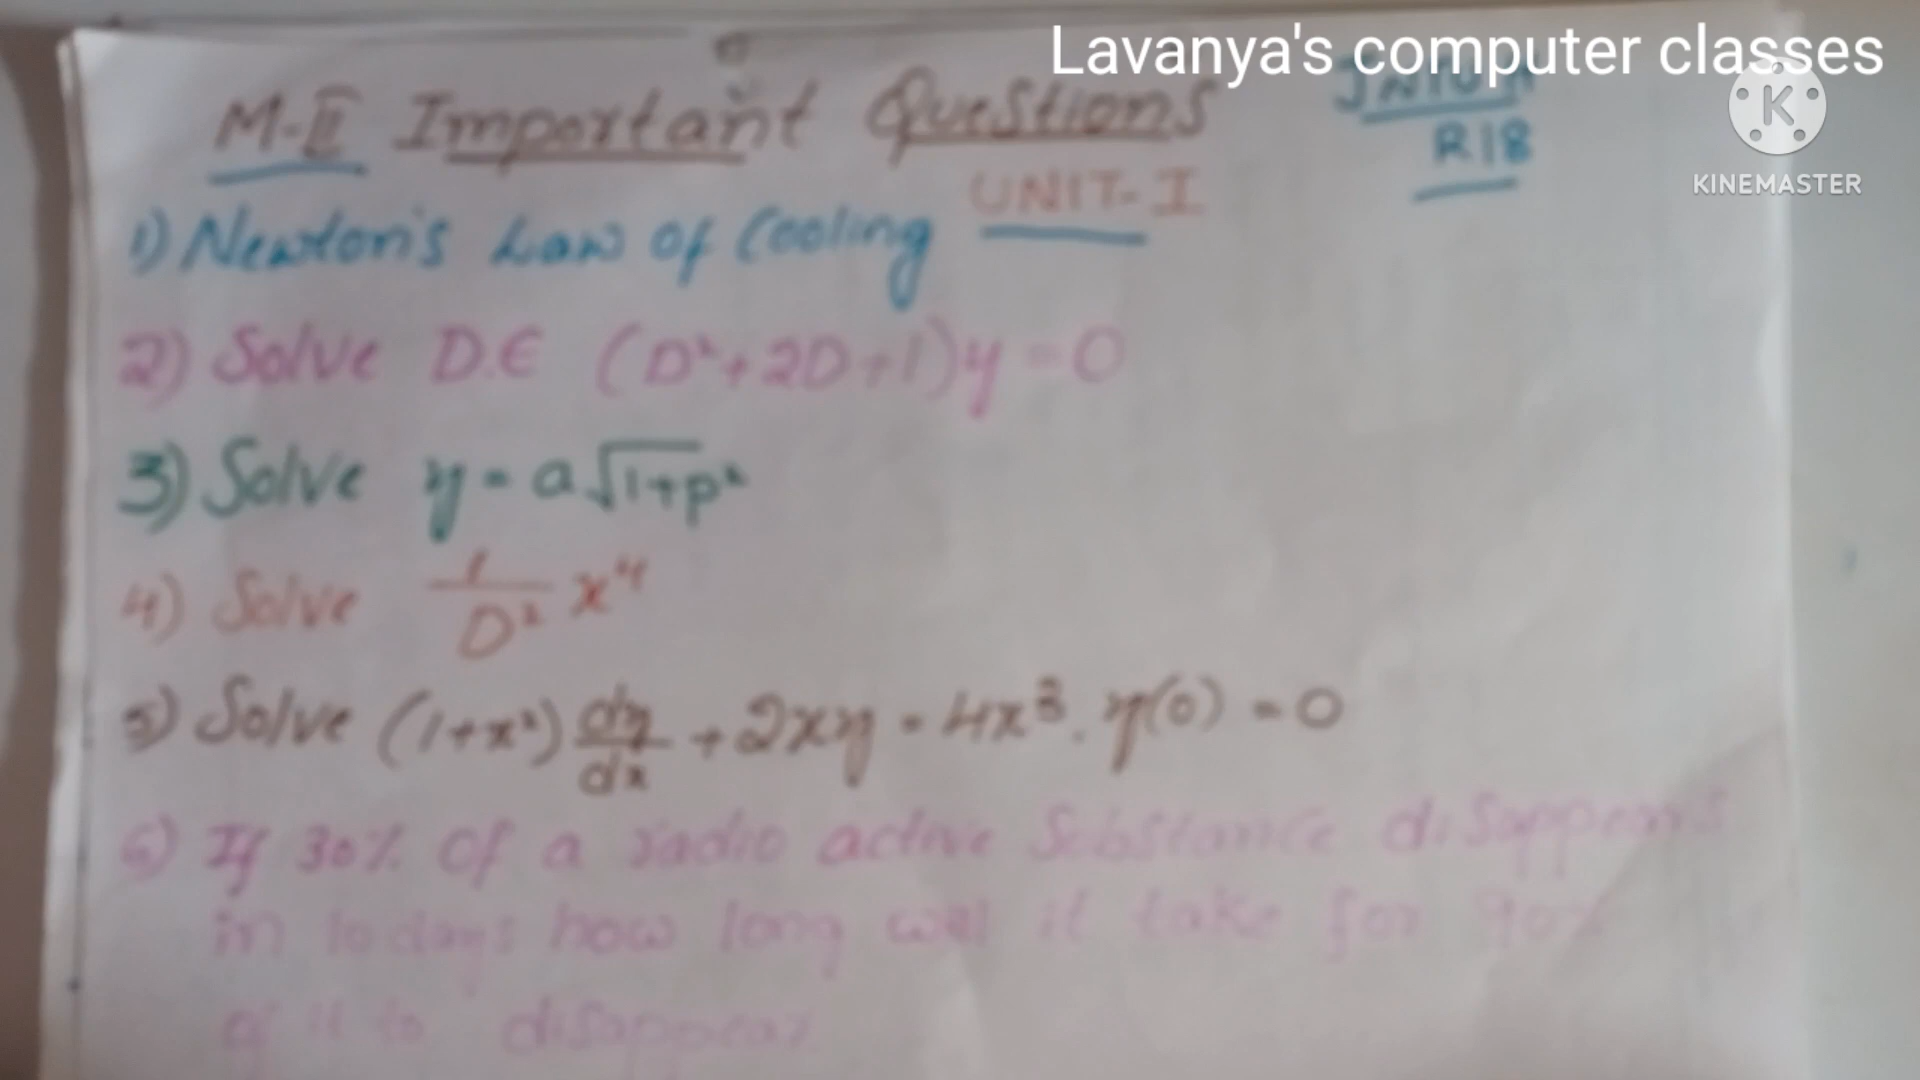 Lavanya's computer classes
M-II Important Questions
JNTUH
R18
KINEMASTER
UNIT-I
1) Newton's Law of Cooling
2) Solve D.E (D²+2D+1)y=0
3) Solve y=a√1+p²
4) Solve 1/D² x⁴
5) Solve (1+x²) dy/dx + 2xy = 4x³. y(0)=0
6) If 30% of a radio active Substance disappears
in 10 days how long will it take for 90%
of it to disappear